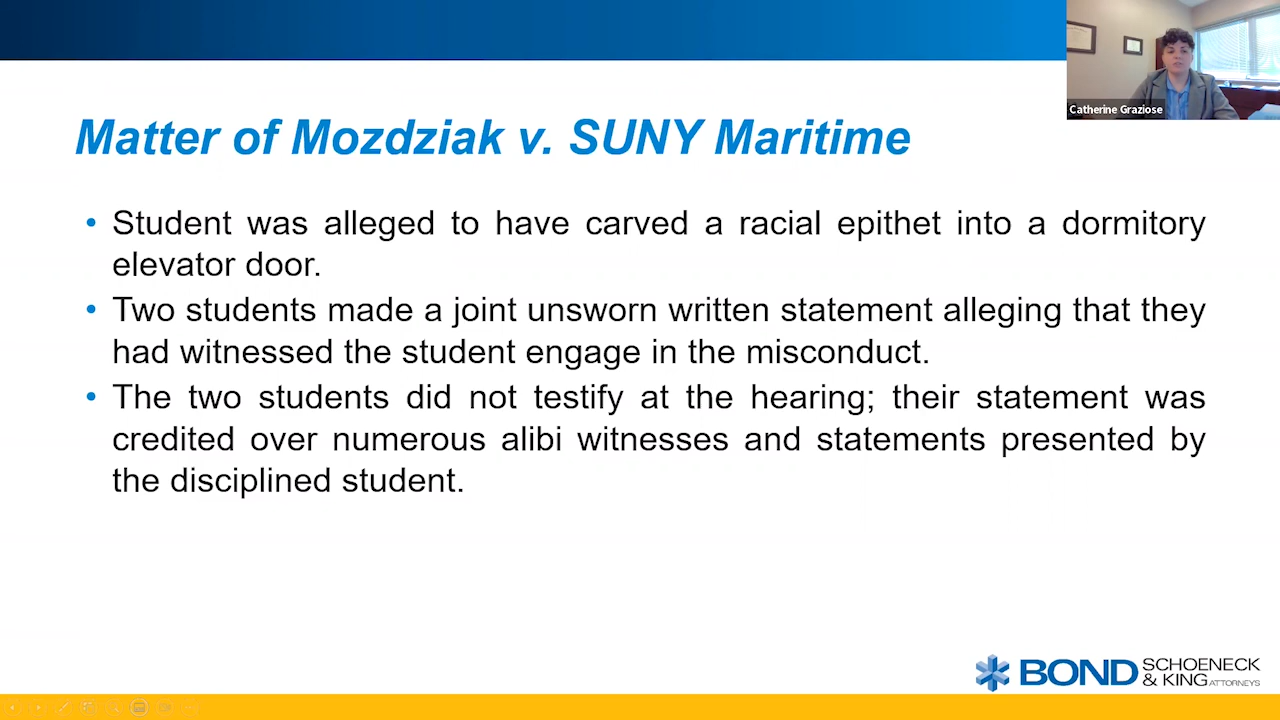 Catherine Graziose
Matter of Mozdziak v. SUNY Maritime
• Student was alleged to have carved a racial epithet into a dormitory
elevator door.
• Two students made a joint unsworn written statement alleging that they
had witnessed the student engage in the misconduct.
• The two students did not testify at the hearing; their statement was
credited over numerous alibi witnesses and statements presented by
the disciplined student.
BOND SCHOENECK
& KING ATTORNEYS